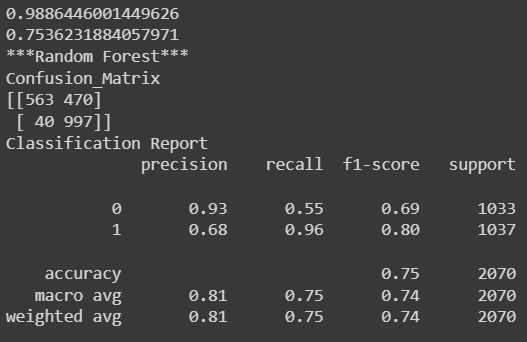 0.9886446001449626
0.7536231884057971
***Random Forest***
Confusion_Matrix
[[563 470]
 [ 40 997]]
Classification Report
              precision    recall  f1-score   support

           0       0.93      0.55      0.69      1033
           1       0.68      0.96      0.80      1037

    accuracy                           0.75      2070
   macro avg       0.81      0.75      0.74      2070
weighted avg       0.81      0.75      0.74      2070